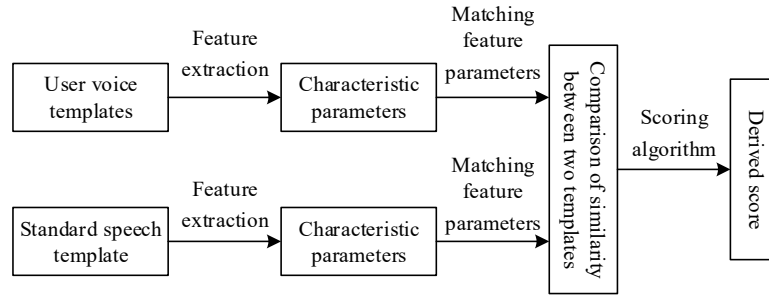 User voice
templates
Feature
extraction
Characteristic
parameters
Matching
feature
parameters
Standard speech
template
Feature
extraction
Characteristic
parameters
Matching
feature
parameters
Comparison of similarity
between two templates
Scoring
algorithm
Derived score